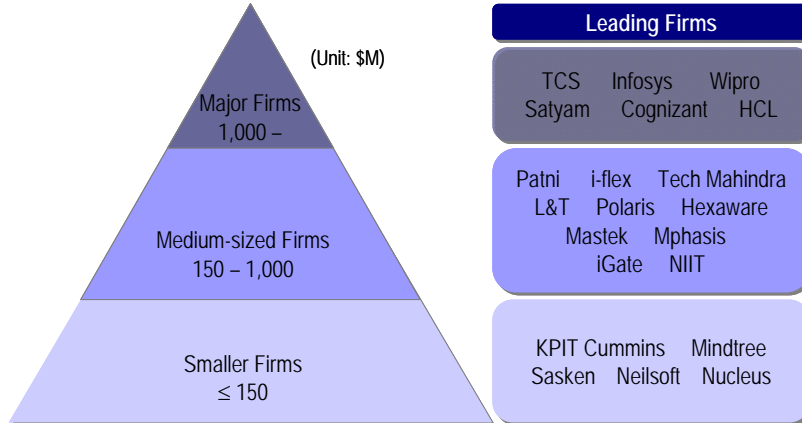 Leading Firms
(Unit: $M)
Major Firms
1,000 –
TCS Infosys Wipro
Satyam Cognizant HCL
Medium-sized Firms
150 – 1,000
Patni i-flex Tech Mahindra
L&T Polaris Hexaware
Mastek Mphasis
iGate NIIT
Smaller Firms
≤ 150
KPIT Cummins Mindtree
Sasken Neilsoft Nucleus